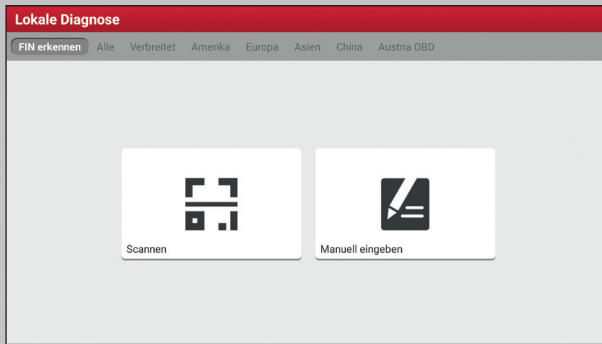 Lokale Diagnose
FIN erkennen Alle Verbreitet Amerika Europa Asien China Austria OBD
Scannen Manuell eingeben